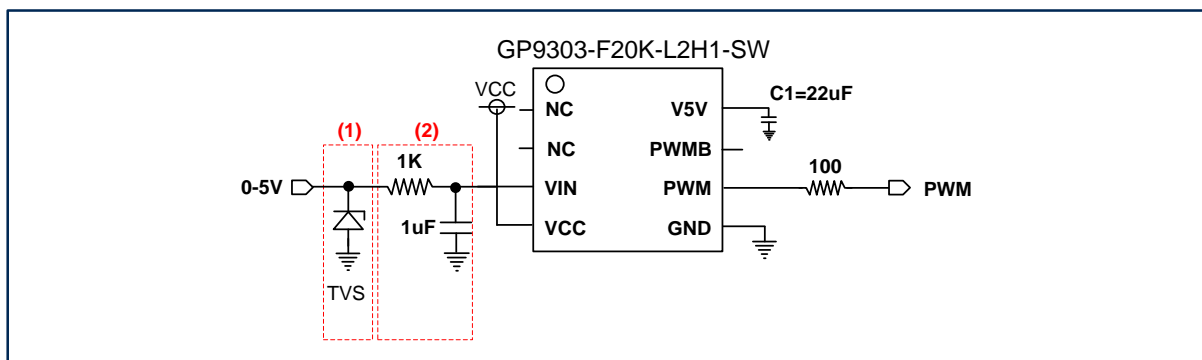 GP9303-F20K-L2H1-SW
VCC
C1=22uF
NC
V5V
(1)
(2)
NC
PWMB
1K
100
0-5V
VIN
PWM
PWM
1uF
VCC
GND
TVS